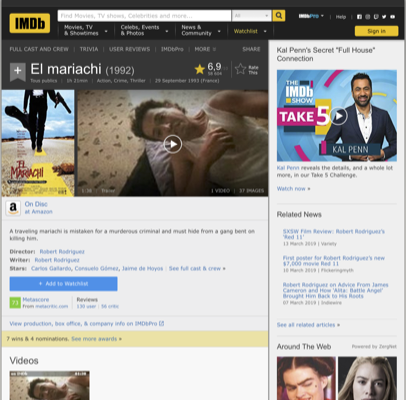 IMDb
Find Movies, TV shows, Celebrities and more...
All
IMDbPro
Help
Movies, TV
& Showtimes
Celebs, Events
& Photos
News &
Community
Watchlist
Sign in
FULL CAST AND CREW | TRIVIA | USER REVIEWS | IMDbPro | MORE
SHARE
El mariachi (1992)
6,9
Rate
This
Tous publics | 1h 21min | Action, Crime, Thriller | 29 September 1993 (France)
EL
MARIACHI
Trailer
1 VIDEO | 37 IMAGES
a
On Disc
at Amazon
A traveling mariachi is mistaken for a murderous criminal and must hide from a gang bent on
killing him.
Director: Robert Rodriguez
Writer: Robert Rodriguez
Stars: Carlos Gallardo, Consuelo Gómez, Jaime de Hoyos | See full cast & crew »
+ Add to Watchlist
Metascore
From metacritic.com
Reviews
130 user | 56 critic
View production, box office, & company info on IMDbPro
7 wins & 4 nominations. See more awards »
Videos
Kal Penn's Secret "Full House"
Connection
THE
IMDb
SHOW
TAKE 5
KAL PENN
Kal Penn reveals the details, and a whole lot
more, in our Take 5 Challenge.
Watch now »
Related News
SXSW Film Review: Robert Rodriguez's
'Red 11'
13 March 2019 | Variety
First poster for Robert Rodriguez's new
$7,000 movie Red 11
10 March 2019 | Flickeringmyth
Robert Rodriguez on Advice From James
Cameron and How 'Alita: Battle Angel'
Brought Him Back to His Roots
07 March 2019 | Indiewire
See all related articles »
Around The Web
Powered by ZergNet